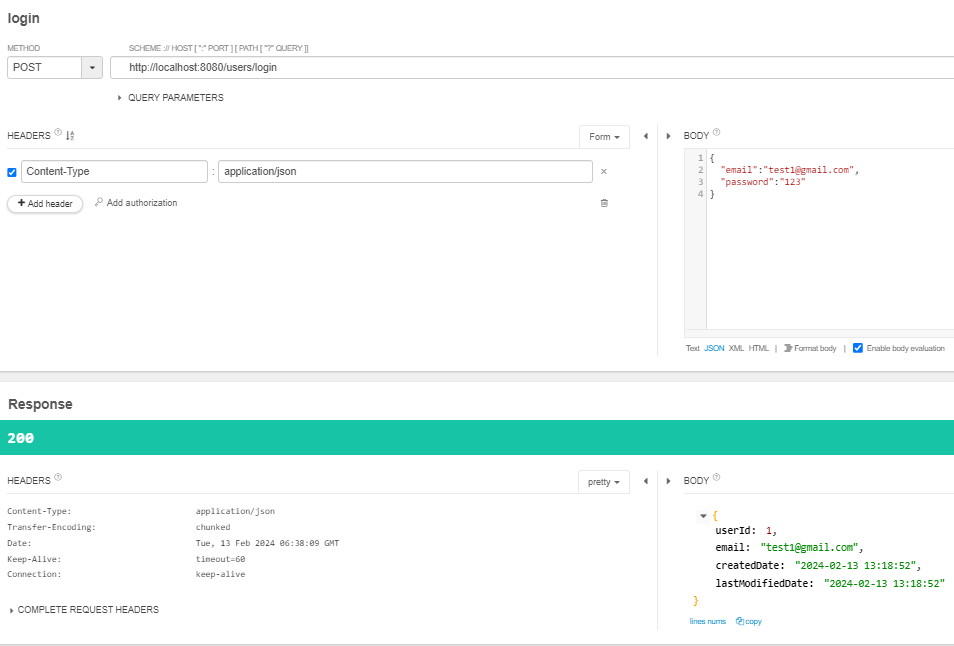 login
METHOD
SCHEME :// HOST [ ":" PORT ] [ PATH [ "?" QUERY ]]
POST
http://localhost:8080/users/login
QUERY PARAMETERS
HEADERS ?
Form
BODY ?
Content-Type : application/json ×
+ Add header
Add authorization
1 {
2 "email":"test1@gmail.com",
3 "password":"123"
4 }
Text JSON XML HTML | Format body | Enable body evaluation
Response
200
HEADERS ?
pretty
BODY ?
Content-Type: application/json
Transfer-Encoding: chunked
Date: Tue, 13 Feb 2024 06:38:09 GMT
Keep-Alive: timeout=60
Connection: keep-alive
COMPLETE REQUEST HEADERS
{
userId: 1,
email: "test1@gmail.com",
createdDate: "2024-02-13 13:18:52",
lastModifiedDate: "2024-02-13 13:18:52"
}
lines nums copy